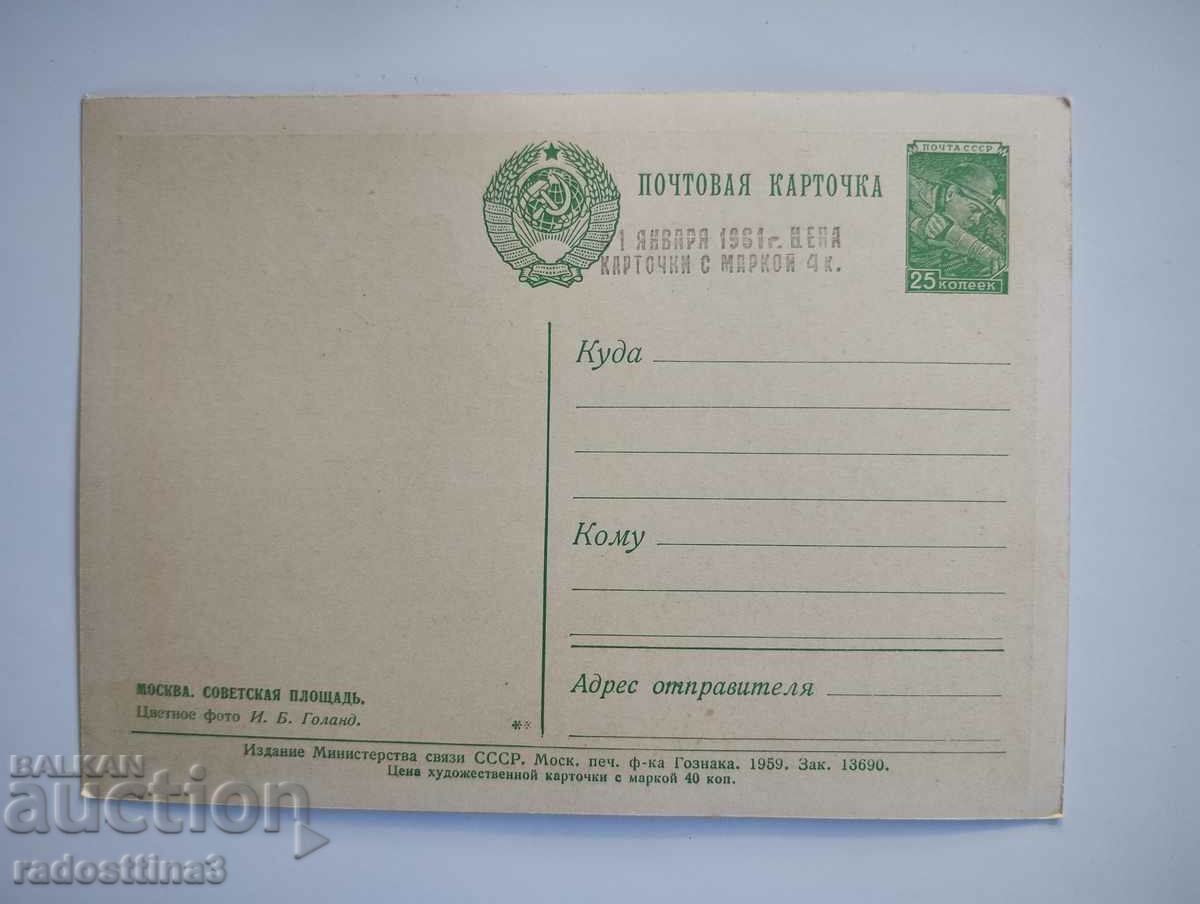 ПОЧТА СССР
ПОЧТОВАЯ КАРТОЧКА
1 ЯНВАРЯ 1961 г. ЦЕНА
КАРТОЧКИ С МАРКОЙ 4 к.
25 копеек
Куда
Кому
Адрес отправителя
МОСКВА. СОВЕТСКАЯ ПЛОЩАДЬ.
Цветное фото И. Б. Голанд.
Издание Министерства связи СССР. Моск. печ. ф-ка Гознака. 1959. Зак. 13690.
Цена художественной карточки с маркой 40 коп.
BALKAN
auction
radosttina3